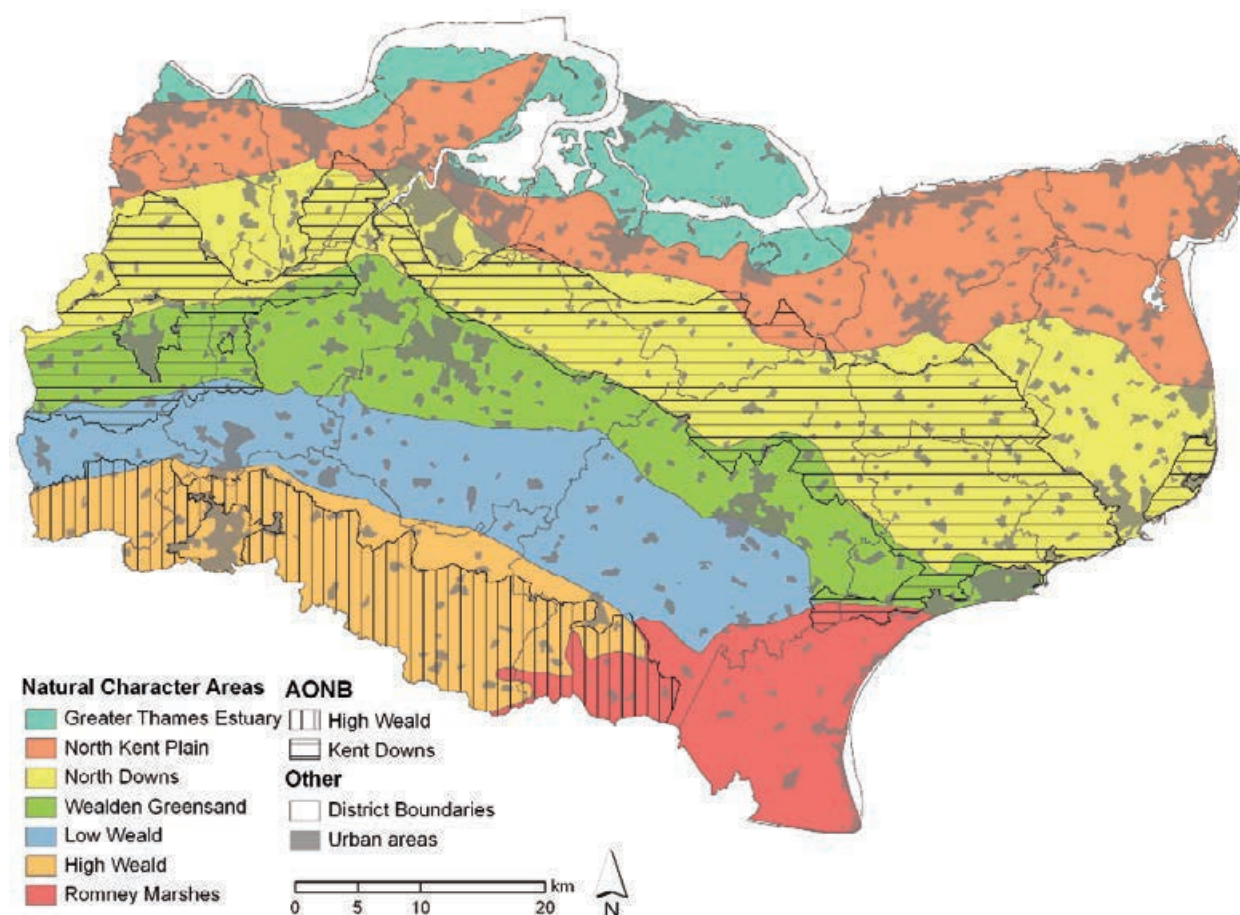 Natural Character Areas
Greater Thames Estuary
North Kent Plain
North Downs
Wealden Greensand
Low Weald
High Weald
Romney Marshes
AONB
High Weald
Kent Downs
Other
District Boundaries
Urban areas
km
0 5 10 20
N